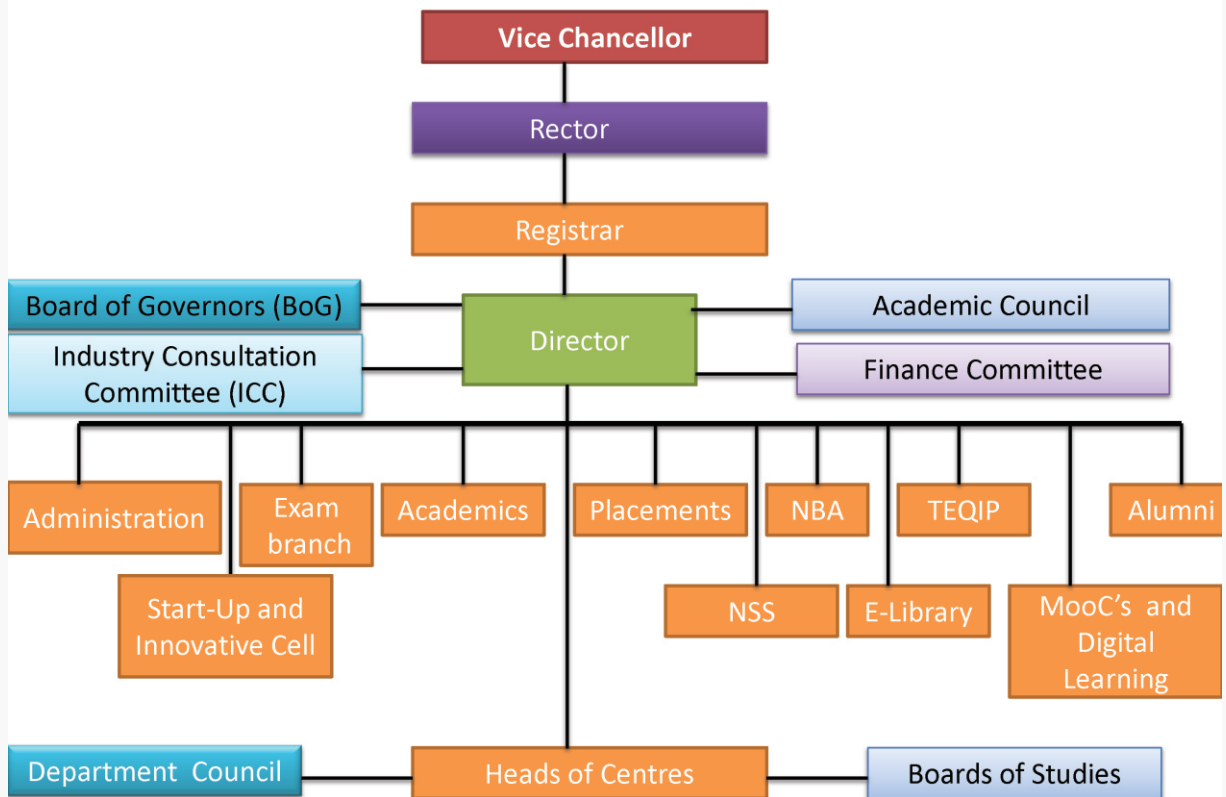 Vice Chancellor
Rector
Registrar
Board of Governors (BoG)
Academic Council
Director
Industry Consultation
Committee (ICC)
Finance Committee
Administration
Exam
branch
Academics
Placements
NBA
TEQIP
Alumni
Start-Up and
Innovative Cell
NSS
E-Library
MooC's and
Digital
Learning
Department Council
Heads of Centres
Boards of Studies